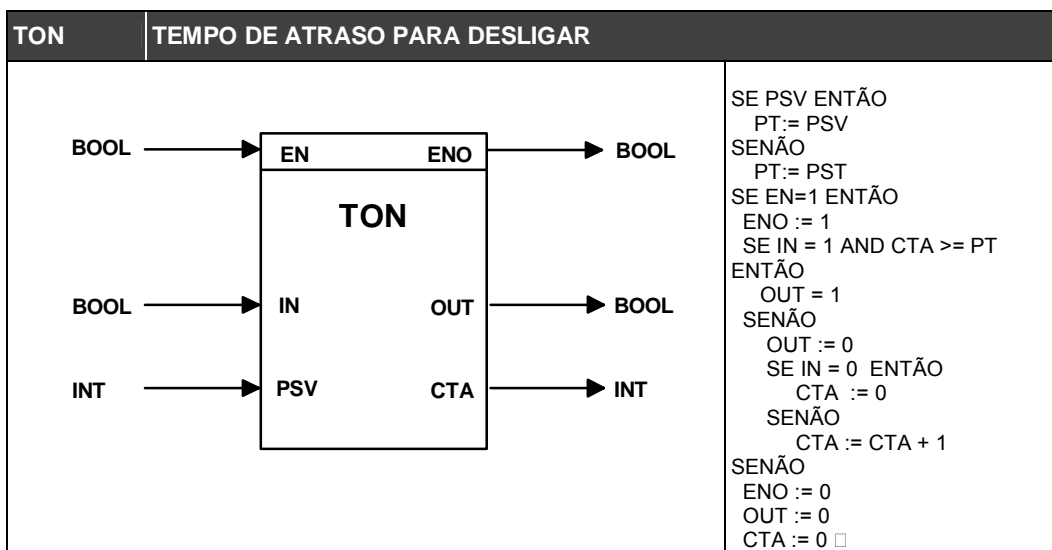 TON TEMPO DE ATRASO PARA DESLIGAR
BOOL EN ENO BOOL
TON
BOOL IN OUT BOOL
INT PSV CTA INT
SE PSV ENTÃO
PT:= PSV
SENÃO
PT:= PST
SE EN=1 ENTÃO
ENO := 1
SE IN = 1 AND CTA >= PT
ENTÃO
OUT = 1
SENÃO
OUT := 0
SE IN = 0 ENTÃO
CTA := 0
SENÃO
CTA := CTA + 1
SENÃO
ENO := 0
OUT := 0
CTA := 0 □